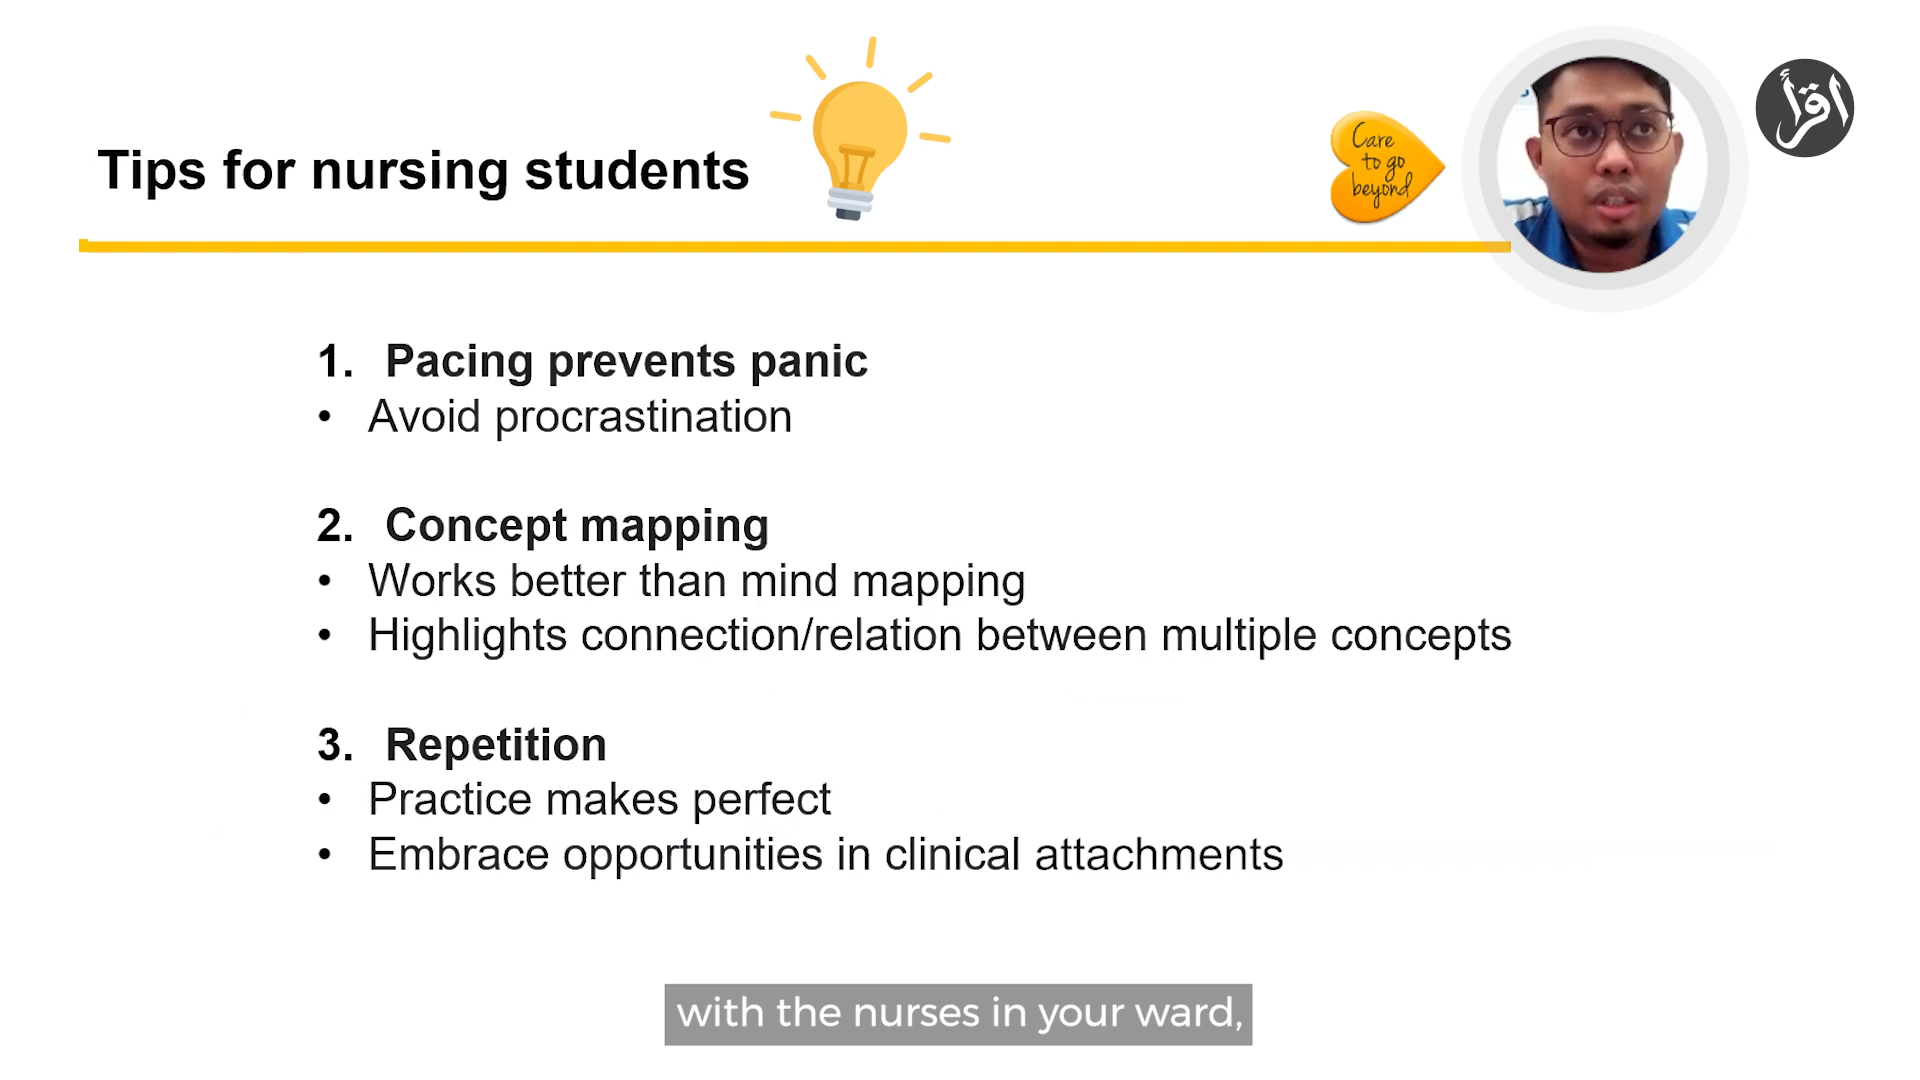 Tips for nursing students
Care
to go
beyond
اقرأ
1. Pacing prevents panic
• Avoid procrastination
2. Concept mapping
• Works better than mind mapping
• Highlights connection/relation between multiple concepts
3. Repetition
• Practice makes perfect
• Embrace opportunities in clinical attachments
with the nurses in your ward,